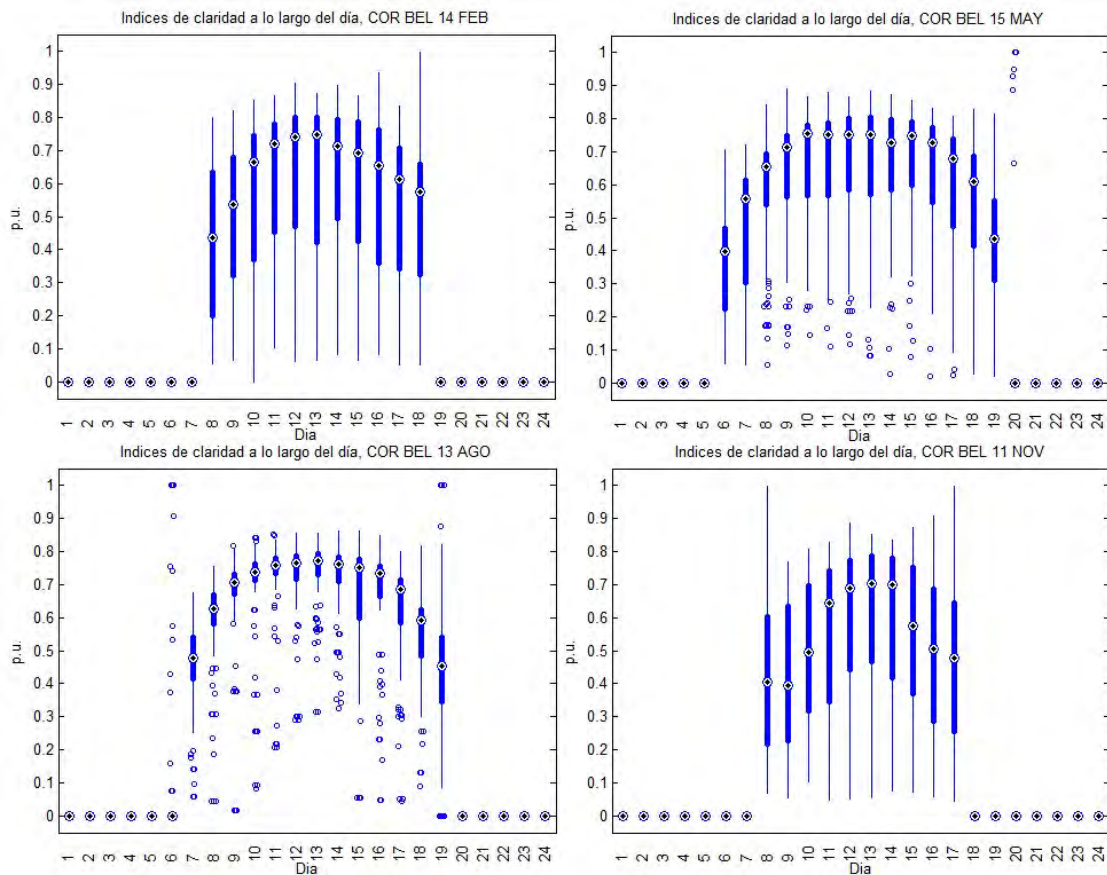 Indices de claridad a lo largo del día, COR BEL 14 FEB
1
0.9
0.8
0.7
0.6
0.5
0.4
0.3
0.2
0.1
0
p.u.
1 2 3 4 5 6 7 8 9 10 11 12 13 14 15 16 17 18 19 20 21 22 23 24
Dia
Indices de claridad a lo largo del día, COR BEL 15 MAY
1
0.9
0.8
0.7
0.6
0.5
0.4
0.3
0.2
0.1
0
p.u.
1 2 3 4 5 6 7 8 9 10 11 12 13 14 15 16 17 18 19 20 21 22 23 24
Dia
Indices de claridad a lo largo del día, COR BEL 13 AGO
1
0.9
0.8
0.7
0.6
0.5
0.4
0.3
0.2
0.1
0
p.u.
1 2 3 4 5 6 7 8 9 10 11 12 13 14 15 16 17 18 19 20 21 22 23 24
Dia
Indices de claridad a lo largo del día, COR BEL 11 NOV
1
0.9
0.8
0.7
0.6
0.5
0.4
0.3
0.2
0.1
0
p.u.
1 2 3 4 5 6 7 8 9 10 11 12 13 14 15 16 17 18 19 20 21 22 23 24
Dia